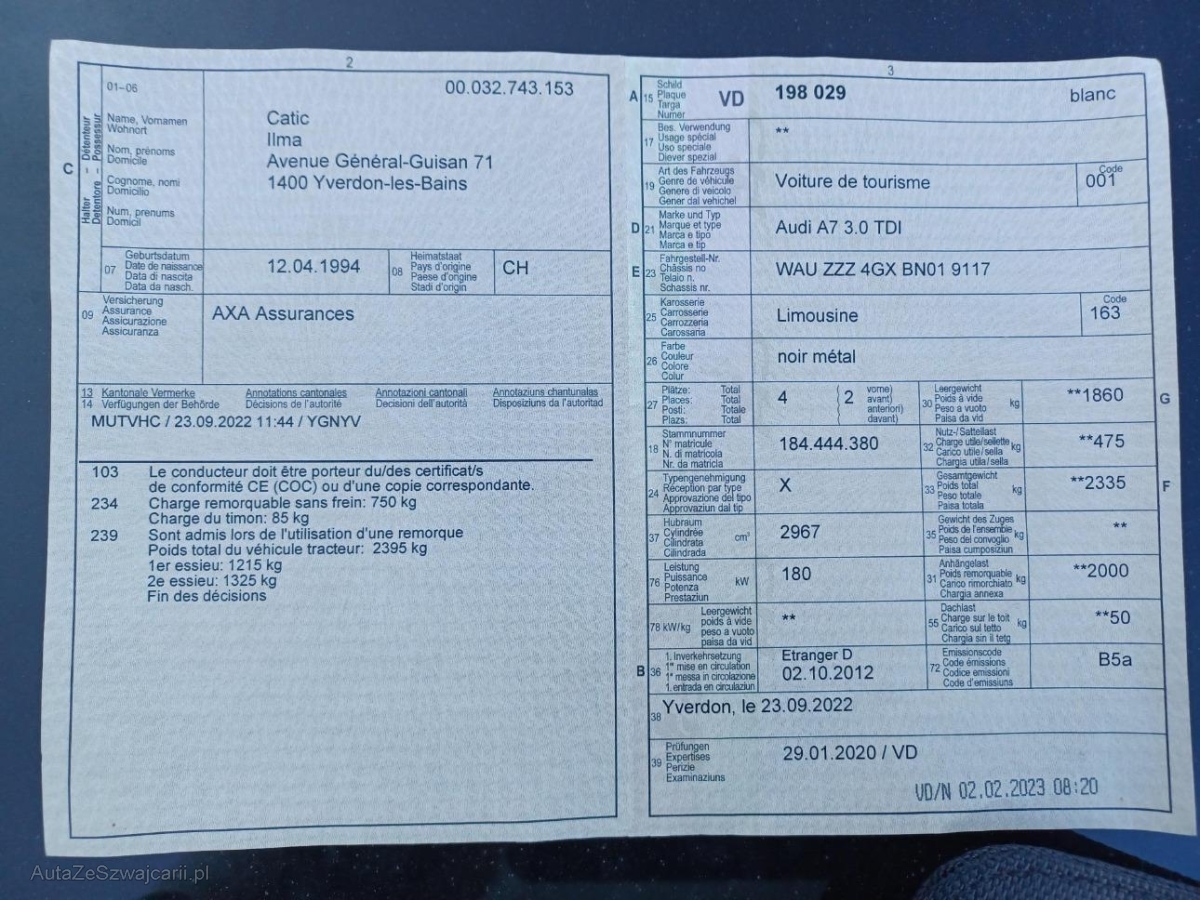 2
01-06
00.032.743.153
C
Halter – Détenteur
Detentore – Possessur
Name, Vornamen
Wohnort
Nom, prénoms
Domicile
Cognome, nomi
Domicilio
Num, prenums
Domicil
Catic
Ilma
Avenue Général-Guisan 71
1400 Yverdon-les-Bains
07
Geburtsdatum
Date de naissance
Data di nascita
Data da nasch.
12.04.1994
08
Heimatstaat
Pays d'origine
Paese d'origine
Stadi d'origin
CH
09
Versicherung
Assurance
Assicurazione
Assicuranza
AXA Assurances
13 Kantonale Vermerke Annotations cantonales Annotazioni cantonali Annotaziuns chantunalas
14 Verfügungen der Behörde Décisions de l'autorité Decisioni dell'autorità Disposiziuns da l'autoritad
MUTVHC / 23.09.2022 11:44 / YGNYV
103 Le conducteur doit être porteur du/des certificat/s
de conformité CE (COC) ou d'une copie correspondante.
234 Charge remorquable sans frein: 750 kg
Charge du timon: 85 kg
239 Sont admis lors de l'utilisation d'une remorque
Poids total du véhicule tracteur: 2395 kg
1er essieu: 1215 kg
2e essieu: 1325 kg
Fin des décisions
3
A 15
Schild
Plaque
Targa
Numer
VD 198 029 blanc
17
Bes. Verwendung
Usage spécial
Uso speciale
Diever spezial
**
19
Art des Fahrzeugs
Genre de véhicule
Genere di veicolo
Gener dal vehichel
Voiture de tourisme
Code
001
D 21
Marke und Typ
Marque et type
Marca e tipo
Marca e tip
Audi A7 3.0 TDI
E 23
Fahrgestell-Nr.
Châssis no
Telaio n.
Schassis nr.
WAU ZZZ 4GX BN01 9117
25
Karosserie
Carrosserie
Carrozzeria
Carossaria
Limousine
Code
163
26
Farbe
Couleur
Colore
Colur
noir métal
27
Plätze: Total
Places: Total
Posti: Totale
Plazs: Total
4
( 2 vorne)
( avant)
( anteriori)
( davant)
30
Leergewicht
Poids à vide
Peso a vuoto
Paisa da vid
kg
**1860
G
18
Stammnummer
N° matricule
N. di matricola
Nr. da matricla
184.444.380
32
Nutz-/Sattellast
Charge utile/sellette
Carico utile/sella
Chargia utila/sella
kg
**475
24
Typengenehmigung
Réception par type
Approvazione del tipo
Approvaziun dal tip
X
33
Gesamtgewicht
Poids total
Peso totale
Paisa totala
kg
**2335
F
37
Hubraum
Cylindrée
Cilindrata
Cilindrada
cm³
2967
35
Gewicht des Zuges
Poids de l'ensemble
Peso del convoglio
Paisa cumposiziun
kg
**
76
Leistung
Puissance
Potenza
Prestaziun
kW
180
31
Anhängelast
Poids remorquable
Carico rimorchiato
Chargia annexa
kg
**2000
78 kW/kg
Leergewicht
poids à vide
peso a vuoto
paisa da vid
**
55
Dachlast
Charge sur le toit
Carico sul tetto
Chargia sin il tetg
kg
**50
B 36
1. Inverkehrsetzung
1re mise en circulation
1a messa in circolazione
1. entrada en circulaziun
Etranger D
02.10.2012
72
Emissionscode
Code émissions
Codice emissioni
Code d'emissiuns
B5a
38 Yverdon, le 23.09.2022
39
Prüfungen
Expertises
Perizie
Examinaziuns
29.01.2020 / VD
VD/N 02.02.2023 08:20
AutaZeSzwajcarii.pl